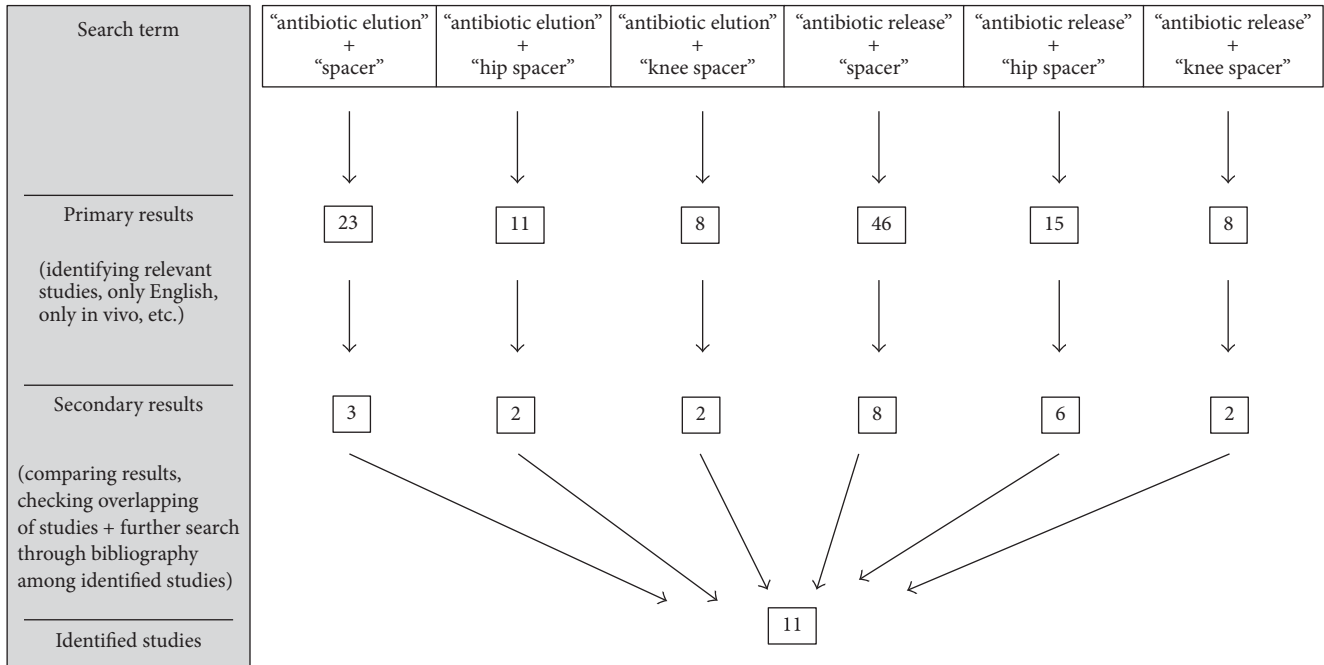 Search term
“antibiotic elution”
+
“spacer”
“antibiotic elution”
+
“hip spacer”
“antibiotic elution”
+
“knee spacer”
“antibiotic release”
+
“spacer”
“antibiotic release”
+
“hip spacer”
“antibiotic release”
+
“knee spacer”
Primary results
(identifying relevant
studies, only English,
only in vivo, etc.)
23
11
8
46
15
8
Secondary results
(comparing results,
checking overlapping
of studies + further search
through bibliography
among identified studies)
3
2
2
8
6
2
Identified studies
11